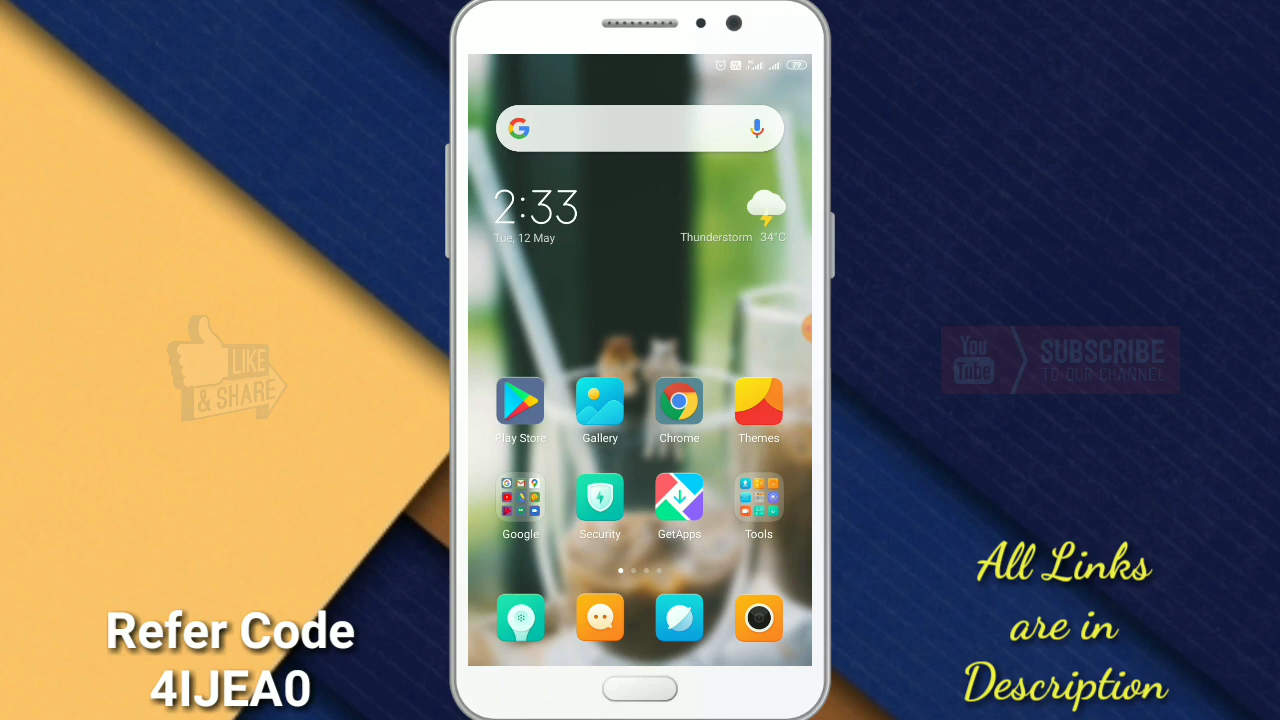 79
2:33
Tue, 12 May
Thunderstorm 34°C
Play Store
Gallery
Chrome
Themes
Google
Security
GetApps
Tools
LIKE
& SHARE
You
Tube
SUBSCRIBE
TO OUR CHANNEL
Refer Code
4IJEA0
All Links
are in
Description